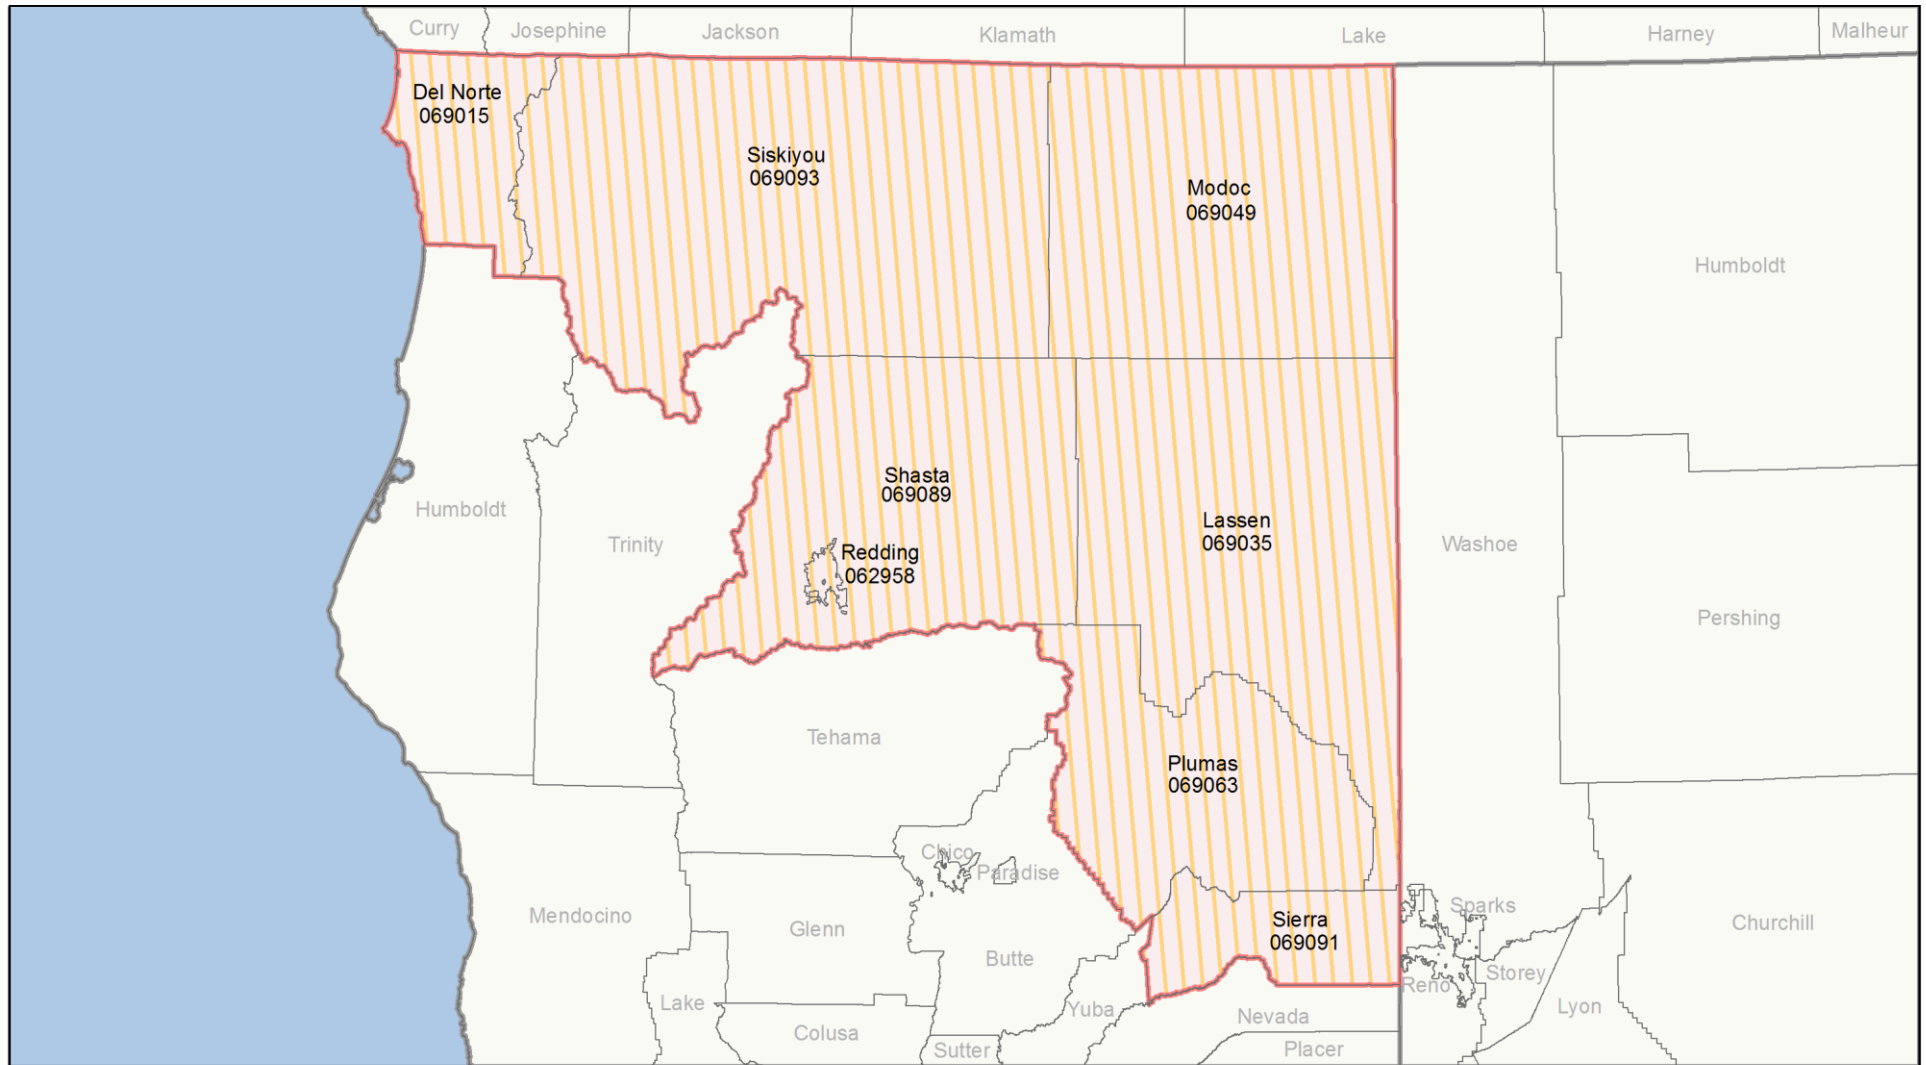 Curry
Josephine
Jackson
Klamath
Lake
Harney
Malheur
Del Norte
069015
Siskiyou
069093
Modoc
069049
Humboldt
Shasta
069089
Humboldt
Trinity
Redding
062958
Lassen
069035
Washoe
Pershing
Tehama
Plumas
069063
Chico
Paradise
Mendocino
Glenn
Butte
Sierra
069091
Sparks
Churchill
Reno
Storey
Lake
Colusa
Sutter
Yuba
Nevada
Placer
Lyon